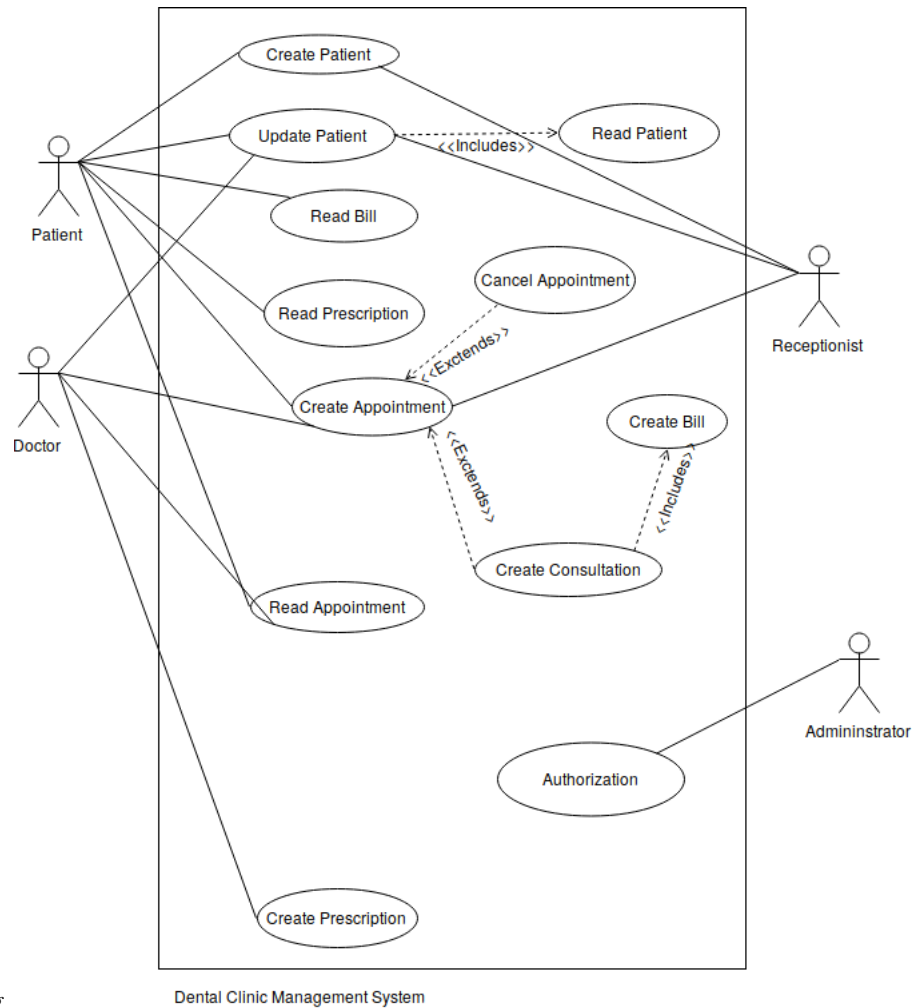 Create Patient
Update Patient
<<Includes>>
Read Patient
Patient
Read Bill
Cancel Appointment
Read Prescription
<<Exctends>>
Receptionist
Doctor
Create Appointment
Create Bill
<<Exctends>>
<<Includes>>
Create Consultation
Read Appointment
Admininstrator
Authorization
Create Prescription
Dental Clinic Management System